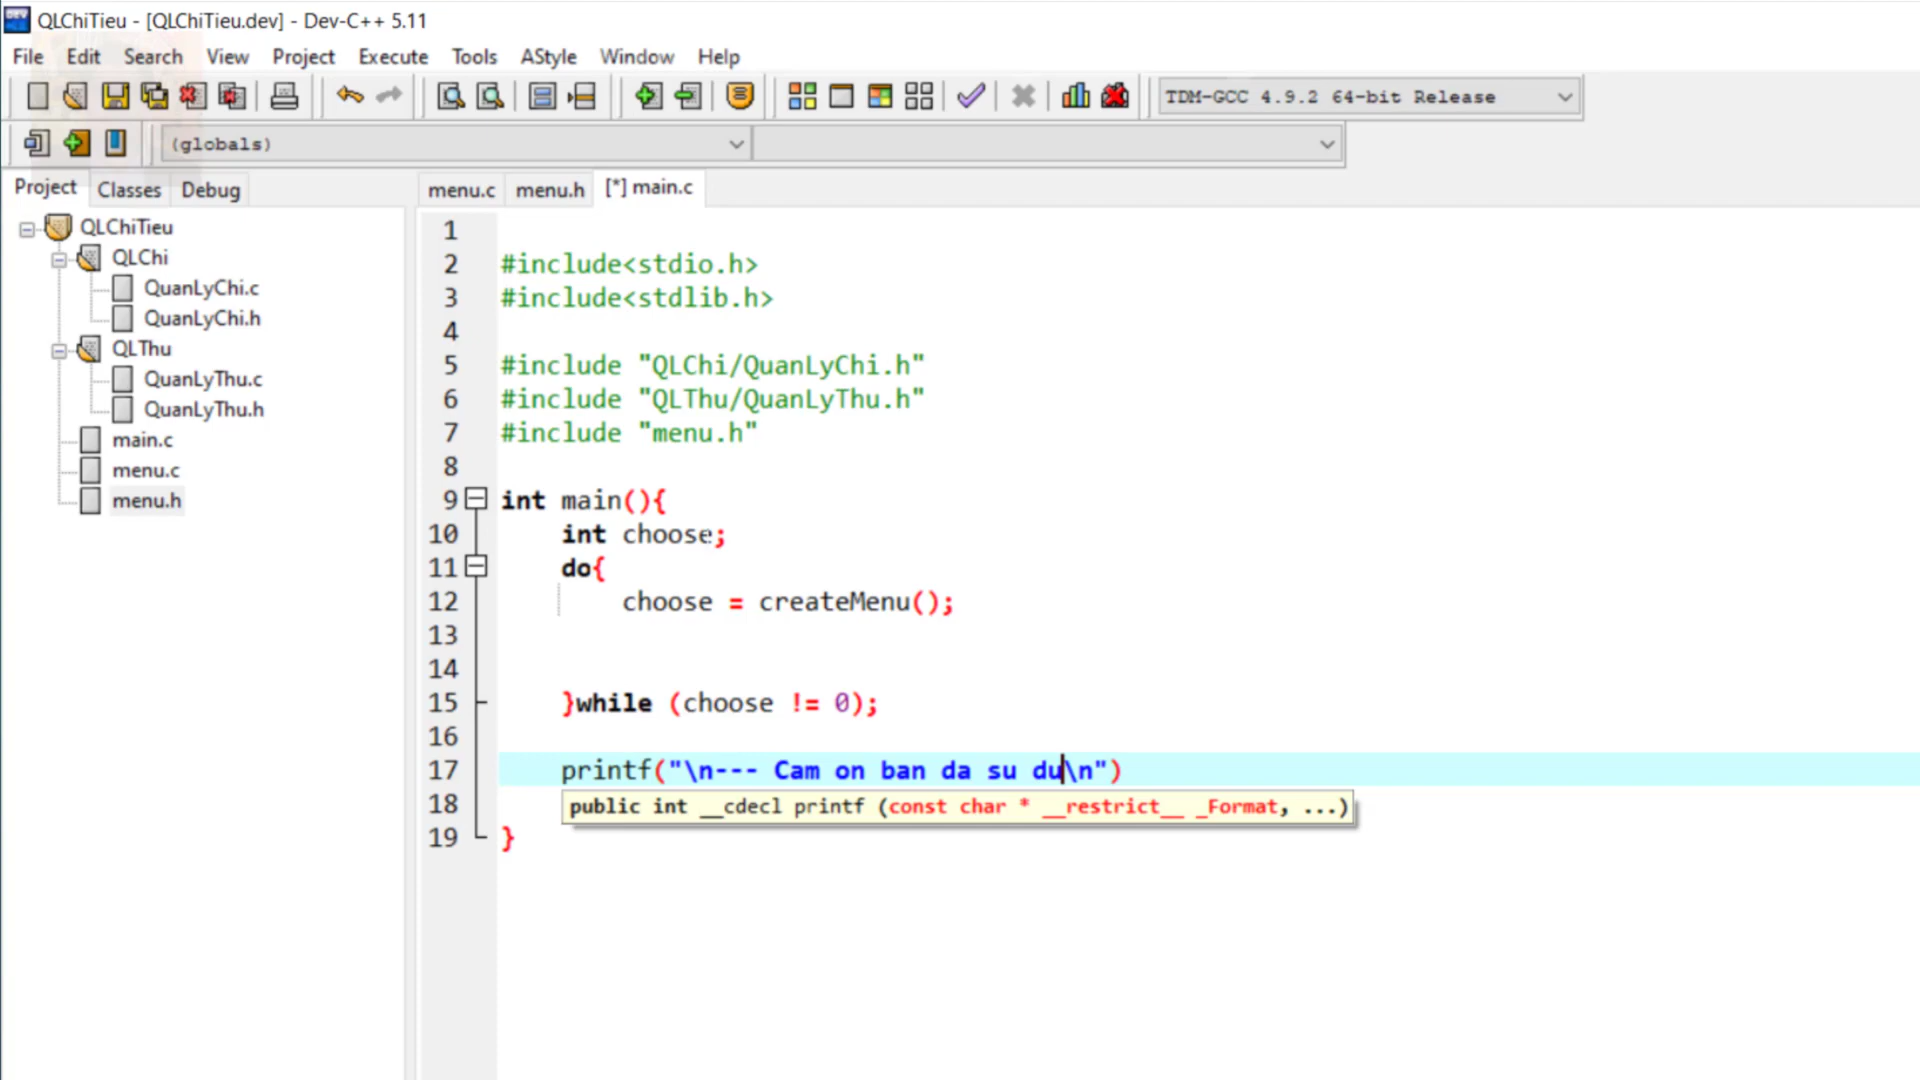 QLChiTieu - [QLChiTieu.dev] - Dev-C++ 5.11
File Edit Search View Project Execute Tools AStyle Window Help
TDM-GCC 4.9.2 64-bit Release
(globals)
Project Classes Debug
menu.c menu.h [*] main.c
QLChiTieu
QLChi
QuanLyChi.c
QuanLyChi.h
QLThu
QuanLyThu.c
QuanLyThu.h
main.c
menu.c
menu.h
1
2 #include<stdio.h>
3 #include<stdlib.h>
4
5 #include "QLChi/QuanLyChi.h"
6 #include "QLThu/QuanLyThu.h"
7 #include "menu.h"
8
9 int main(){
10 int choose;
11 do{
12 choose = createMenu();
13
14
15 }while (choose != 0);
16
17 printf("\n--- Cam on ban da su du\n")
18 public int __cdecl printf (const char * __restrict__ _Format, ...)
19 }